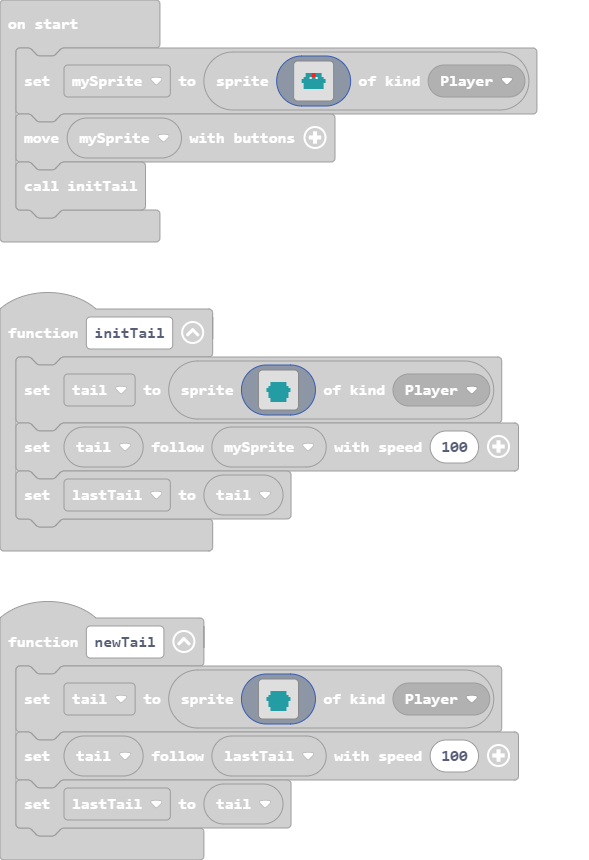 on start
set mySprite to sprite of kind Player
move mySprite with buttons
call initTail
function initTail
set tail to sprite of kind Player
set tail follow mySprite with speed 100
set lastTail to tail
function newTail
set tail to sprite of kind Player
set tail follow lastTail with speed 100
set lastTail to tail